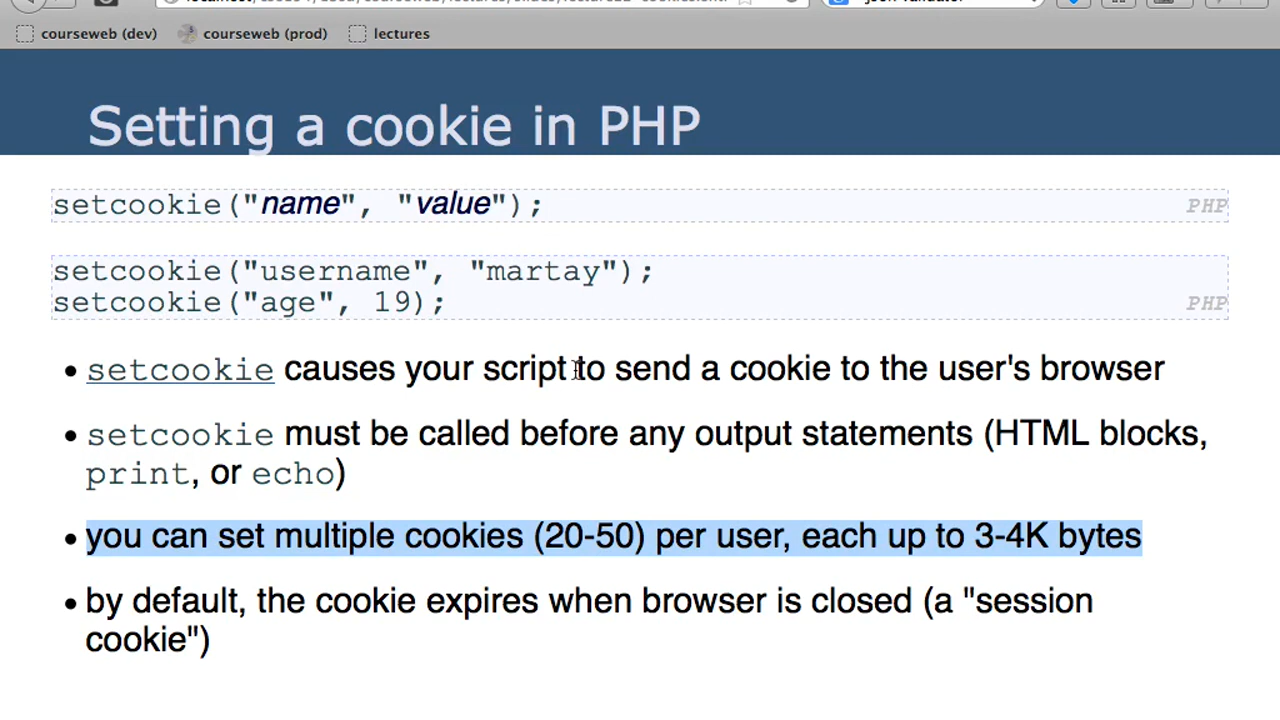 courseweb (dev) courseweb (prod) lectures
Setting a cookie in PHP
setcookie("name", "value");
PHP
setcookie("username", "martay");
setcookie("age", 19);
PHP
• setcookie causes your script to send a cookie to the user's browser
• setcookie must be called before any output statements (HTML blocks,
print, or echo)
• you can set multiple cookies (20-50) per user, each up to 3-4K bytes
• by default, the cookie expires when browser is closed (a "session
cookie")